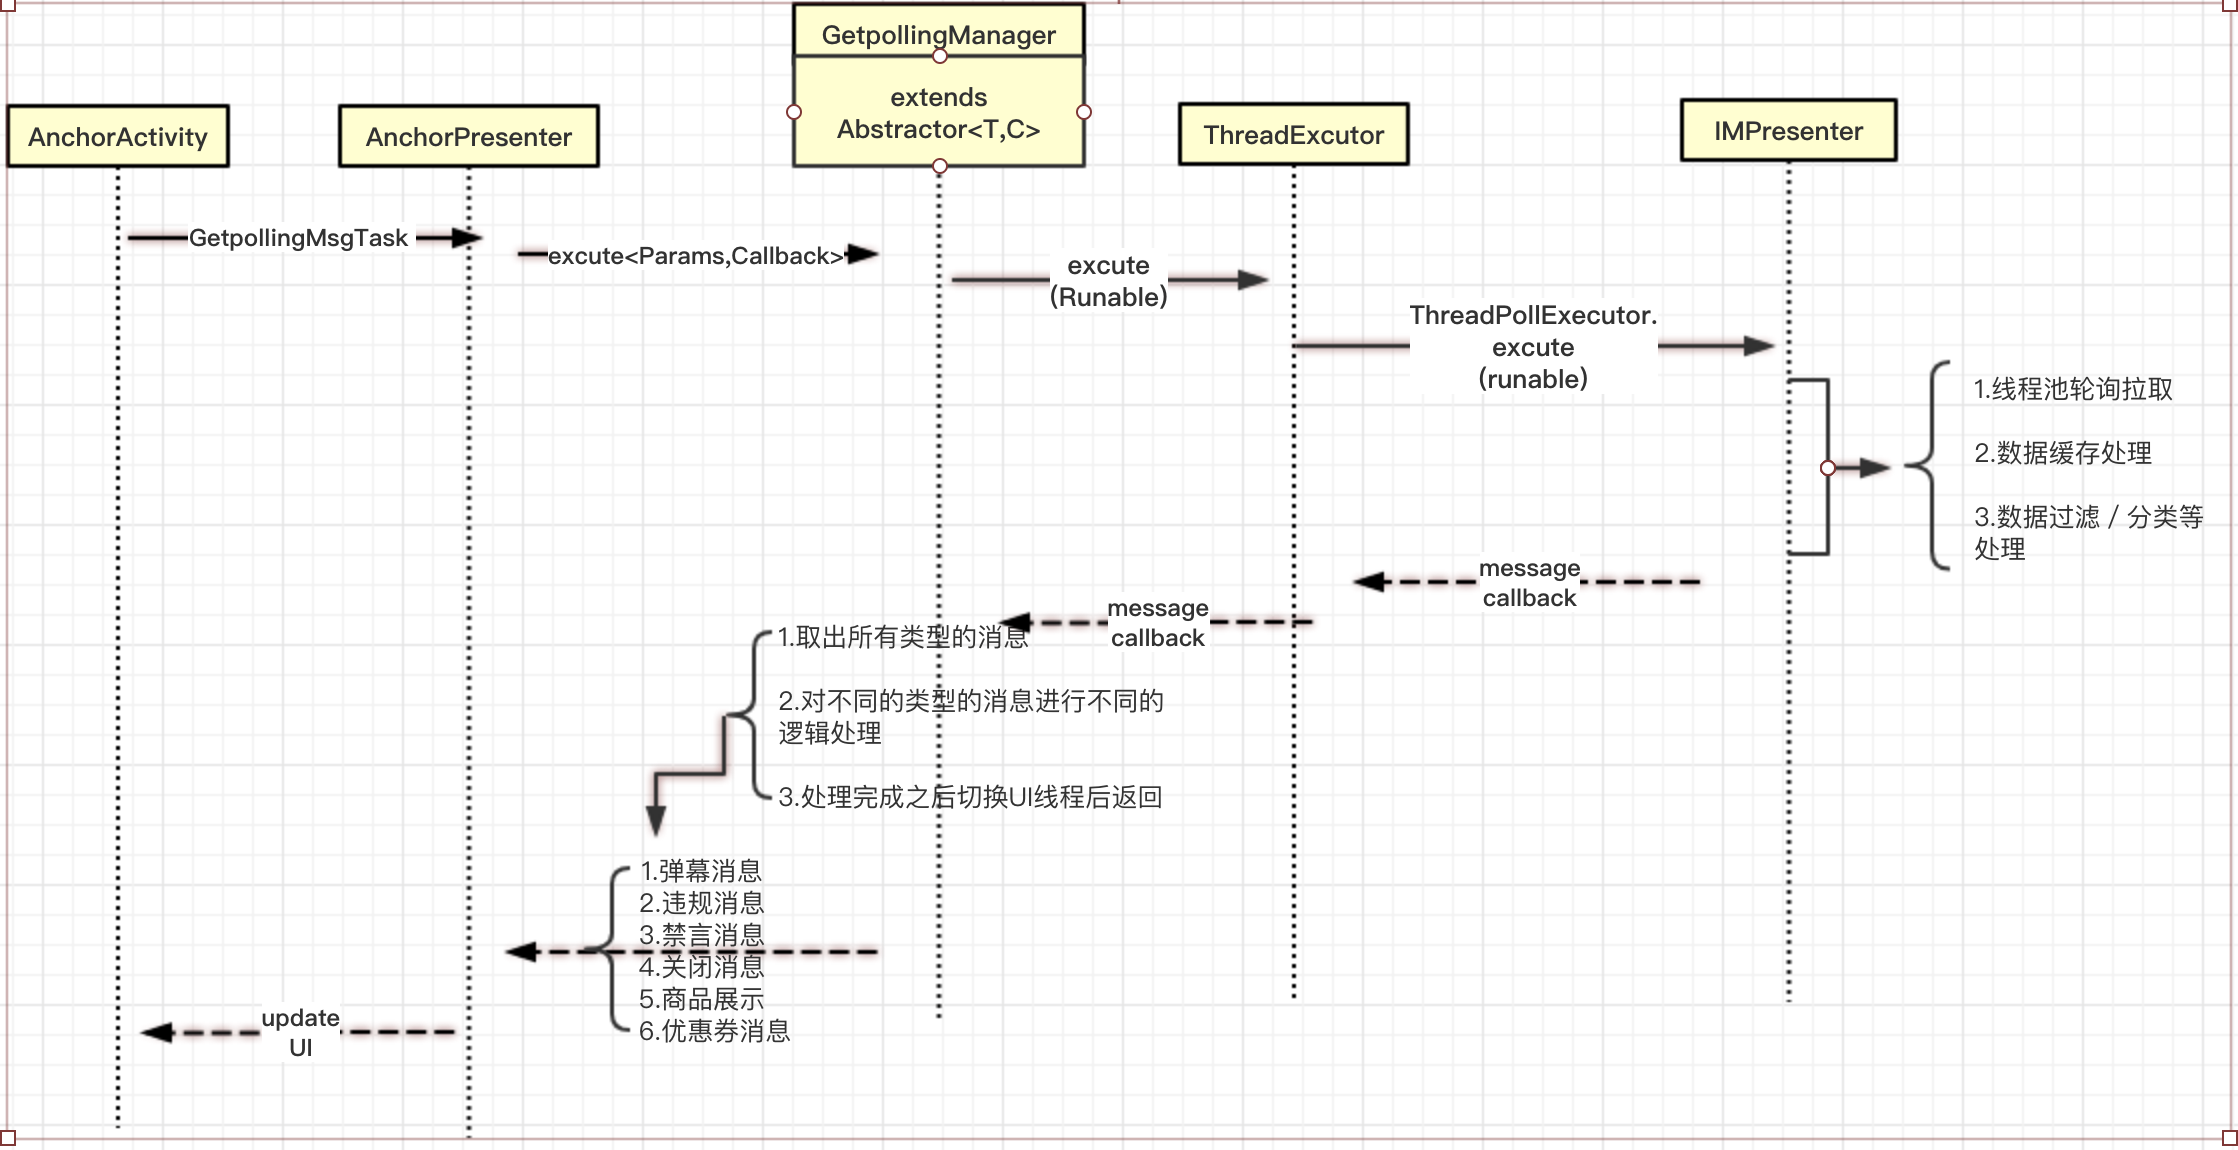 GetpollingManager
extends
Abstractor<T,C>
AnchorActivity
AnchorPresenter
ThreadExcutor
IMPresenter
GetpollingMsgTask
excute<Params,Callback>
excute
(Runable)
ThreadPollExecutor.
excute
(runable)
1.线程池轮询拉取
2.数据缓存处理
3.数据过滤 / 分类等
处理
message
callback
message
callback
1.取出所有类型的消息
2.对不同的类型的消息进行不同的
逻辑处理
3.处理完成之后切换UI线程后返回
1.弹幕消息
2.违规消息
3.禁言消息
4.关闭消息
5.商品展示
6.优惠券消息
update
UI